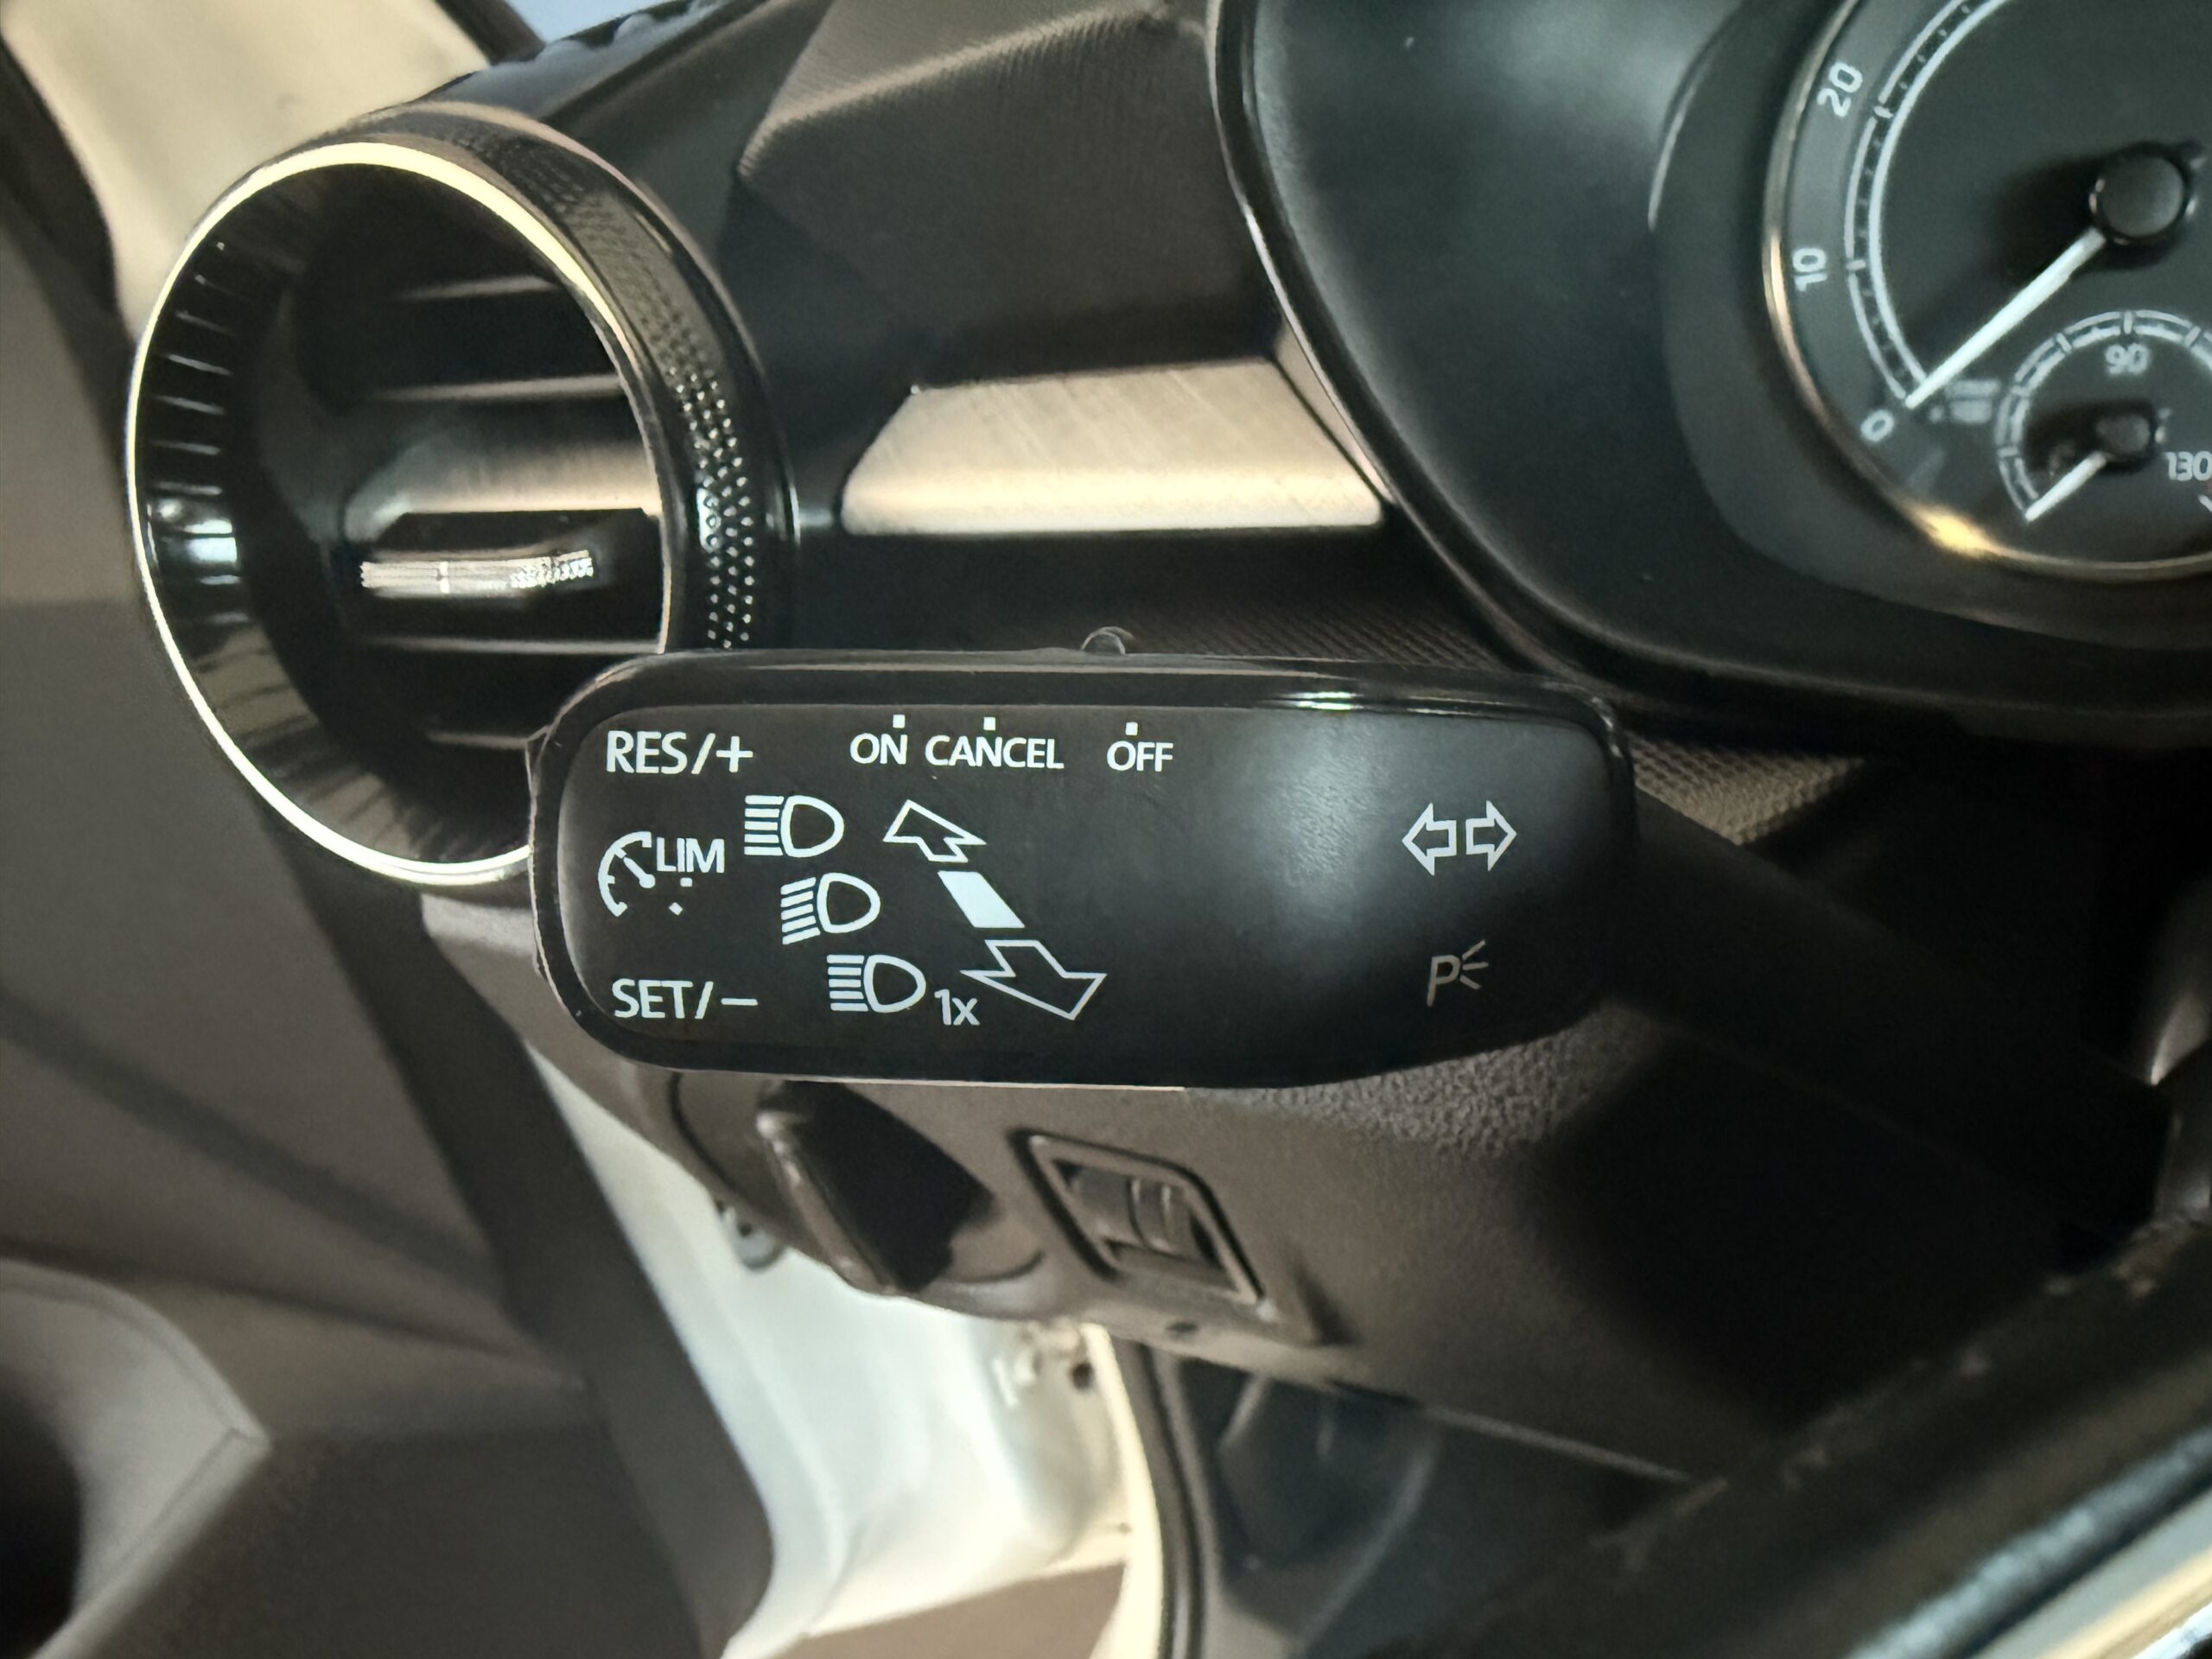 20
10
0
90
130
RES/+ ON CANCEL OFF
LIM
SET/− 1x
P